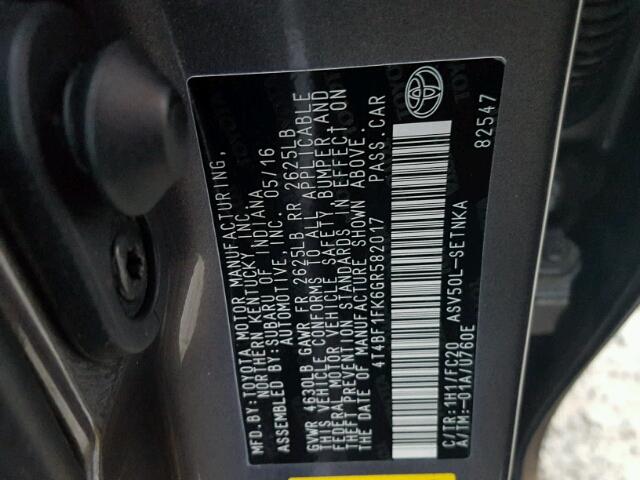 MFD.BY:TOYOTA MOTOR MANUFACTURING,
NORTHERN KENTUCKY, INC.
ASSEMBLED BY:SUBARU OF INDIANA
AUTOMOTIVE, INC. 05/16
GVWR 4630LB GAWR FR 2625LB RR 2625LB
THIS VEHICLE CONFORMS TO ALL APPLICABLE
FEDERAL MOTOR VEHICLE SAFETY, BUMPER AND
THEFT PREVENTION STANDARDS IN EFFECT ON
THE DATE OF MANUFACTURE SHOWN ABOVE.
4T4BF1FK6GR582017 PASS.CAR
TOYOTA
C/TR:1H1/FC20 ASV50L-SETNKA
A/TM:-01A/U760E
82547